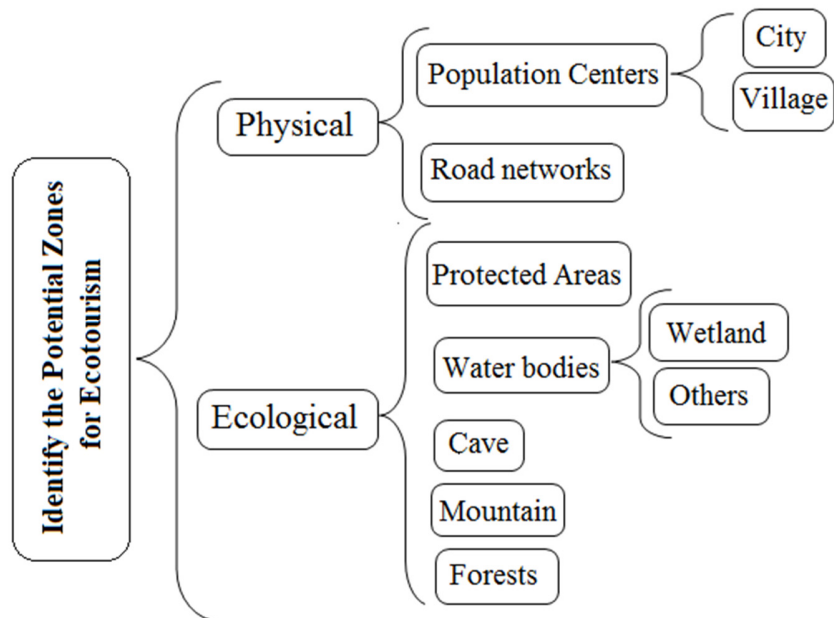 Identify the Potential Zones
for Ecotourism
Physical
Population Centers
City
Village
Road networks
Ecological
Protected Areas
Water bodies
Wetland
Others
Cave
Mountain
Forests